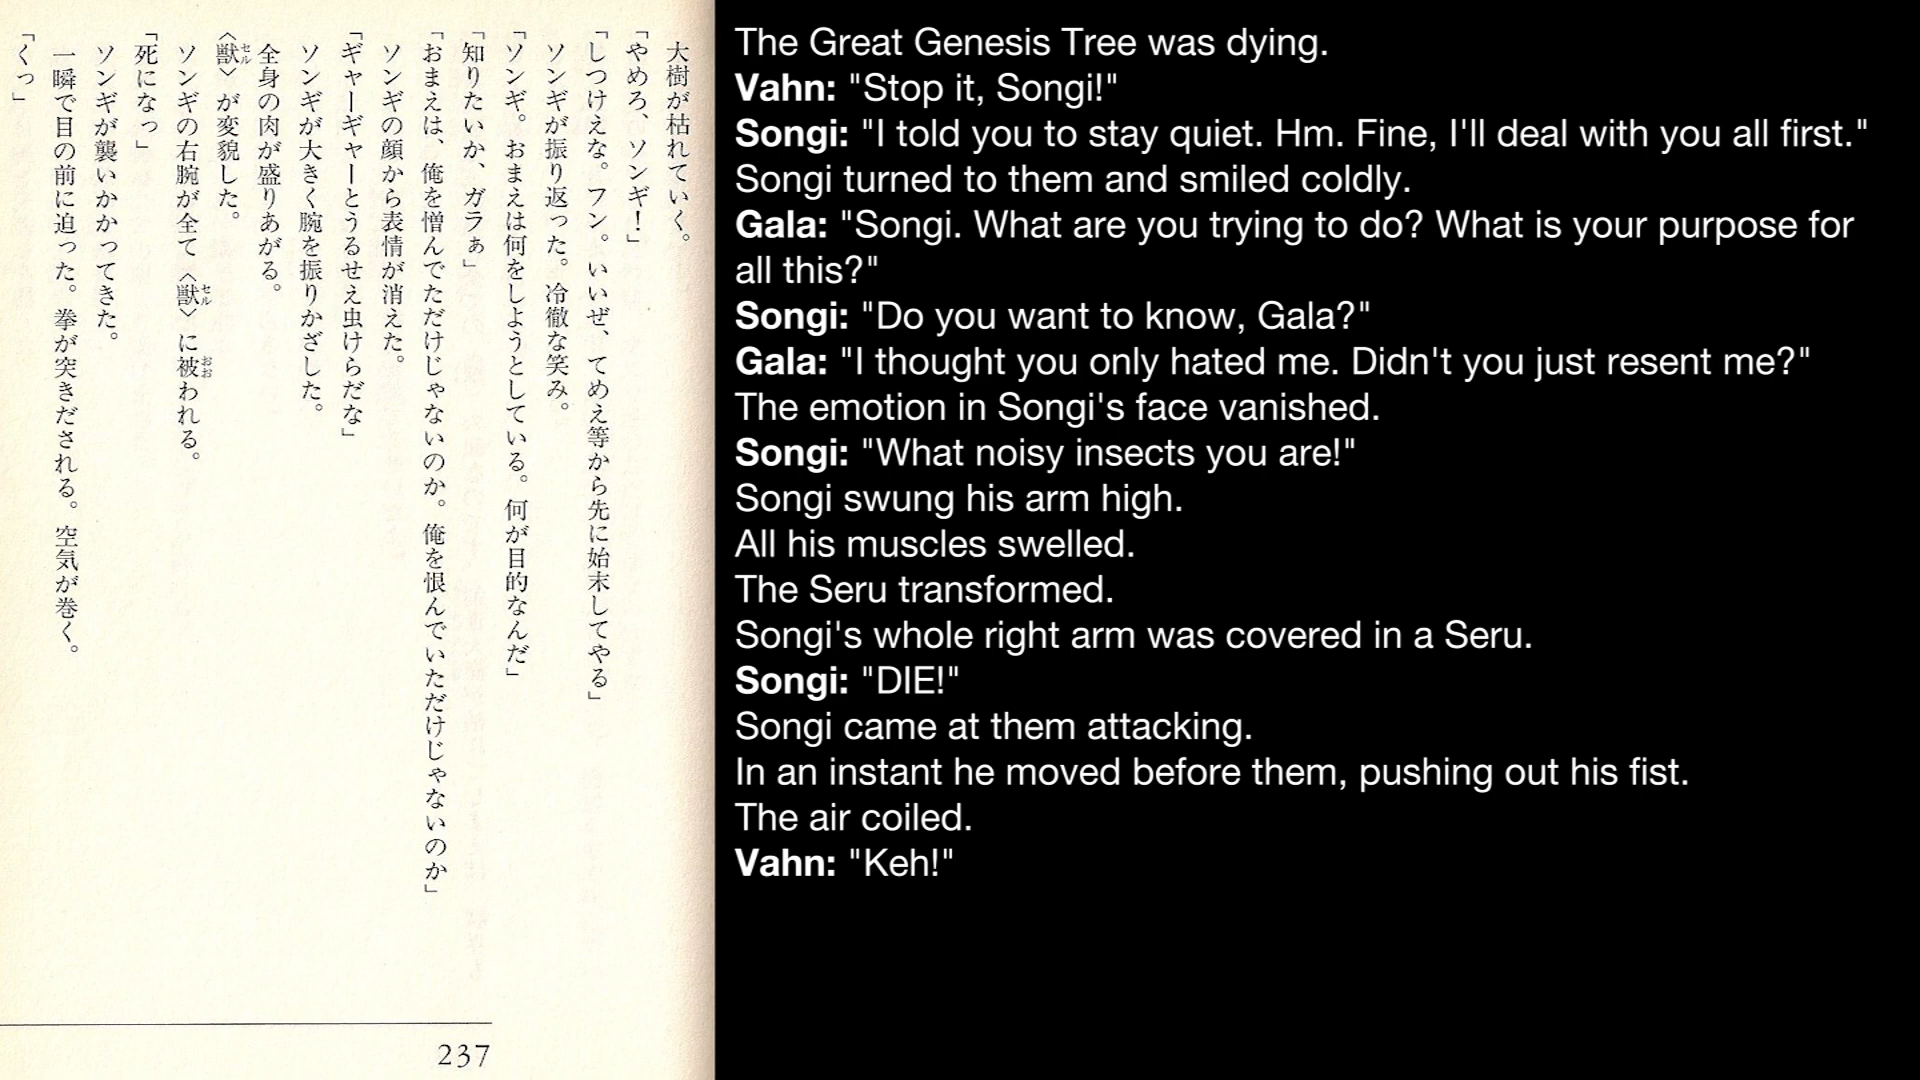 大樹が枯れていく。
「やめろ、ソンギ！」
「しつけえな。フン。いいぜ、てめえ等から先に始末してやる」
ソンギが振り返った。冷徹な笑み。
「ソンギ。おまえは何をしようとしている。何が目的なんだ」
「知りたいか、ガラぁ」
「おまえは、俺を憎んでただけじゃないのか。俺を恨んでいただけじゃないのか」
ソンギの顔から表情が消えた。
「ギャーギャーとうるせえ虫けらだな」
ソンギが大きく腕を振りかざした。
全身の肉が盛りあがる。
〈獣〉が変貌した。
セル
ソンギの右腕が全て〈獣〉に被われる。
セル
おお
「死になっ」
ソンギが襲いかかってきた。
一瞬で目の前に迫った。拳が突きだされる。空気が巻く。
「くっ」
237
The Great Genesis Tree was dying.
Vahn: "Stop it, Songi!"
Songi: "I told you to stay quiet. Hm. Fine, I'll deal with you all first."
Songi turned to them and smiled coldly.
Gala: "Songi. What are you trying to do? What is your purpose for
all this?"
Songi: "Do you want to know, Gala?"
Gala: "I thought you only hated me. Didn't you just resent me?"
The emotion in Songi's face vanished.
Songi: "What noisy insects you are!"
Songi swung his arm high.
All his muscles swelled.
The Seru transformed.
Songi's whole right arm was covered in a Seru.
Songi: "DIE!"
Songi came at them attacking.
In an instant he moved before them, pushing out his fist.
The air coiled.
Vahn: "Keh!"